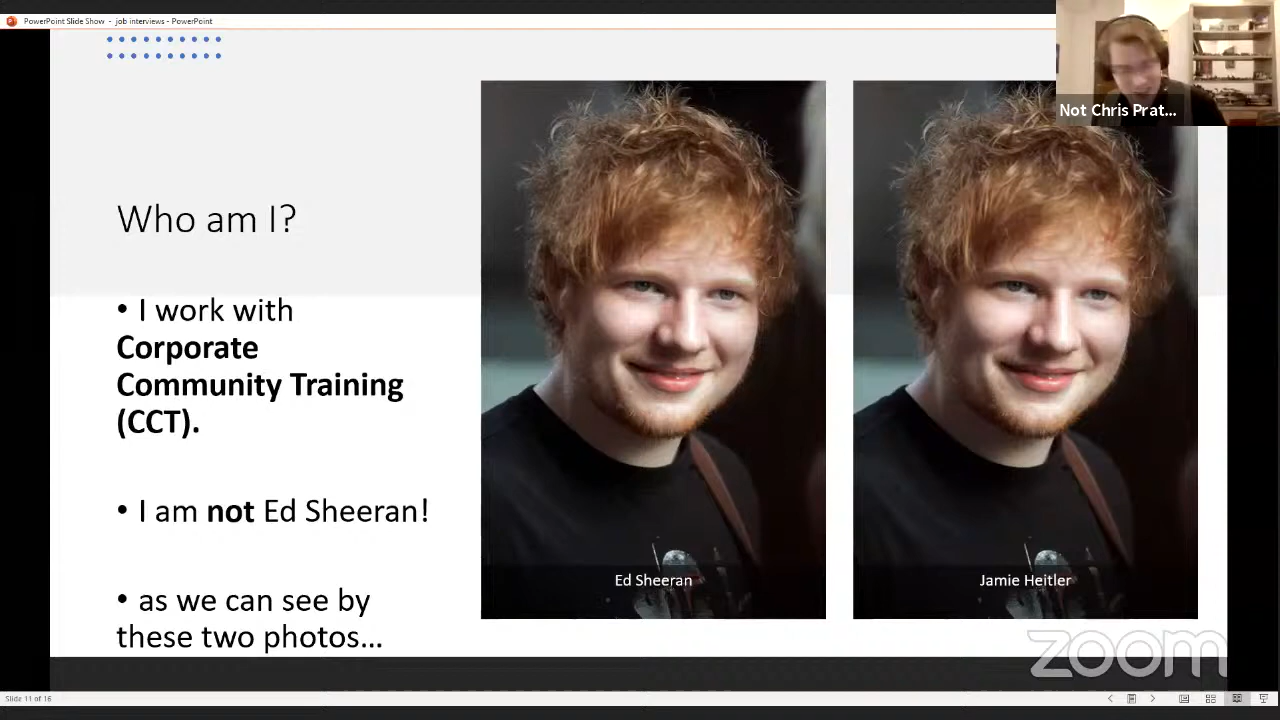 PowerPoint Slide Show - job interviews - PowerPoint
Not Chris Prat...
Who am I?
• I work with
Corporate
Community Training
(CCT).
• I am not Ed Sheeran!
• as we can see by
these two photos...
Ed Sheeran
Jamie Heitler
zoom
Slide 11 of 16